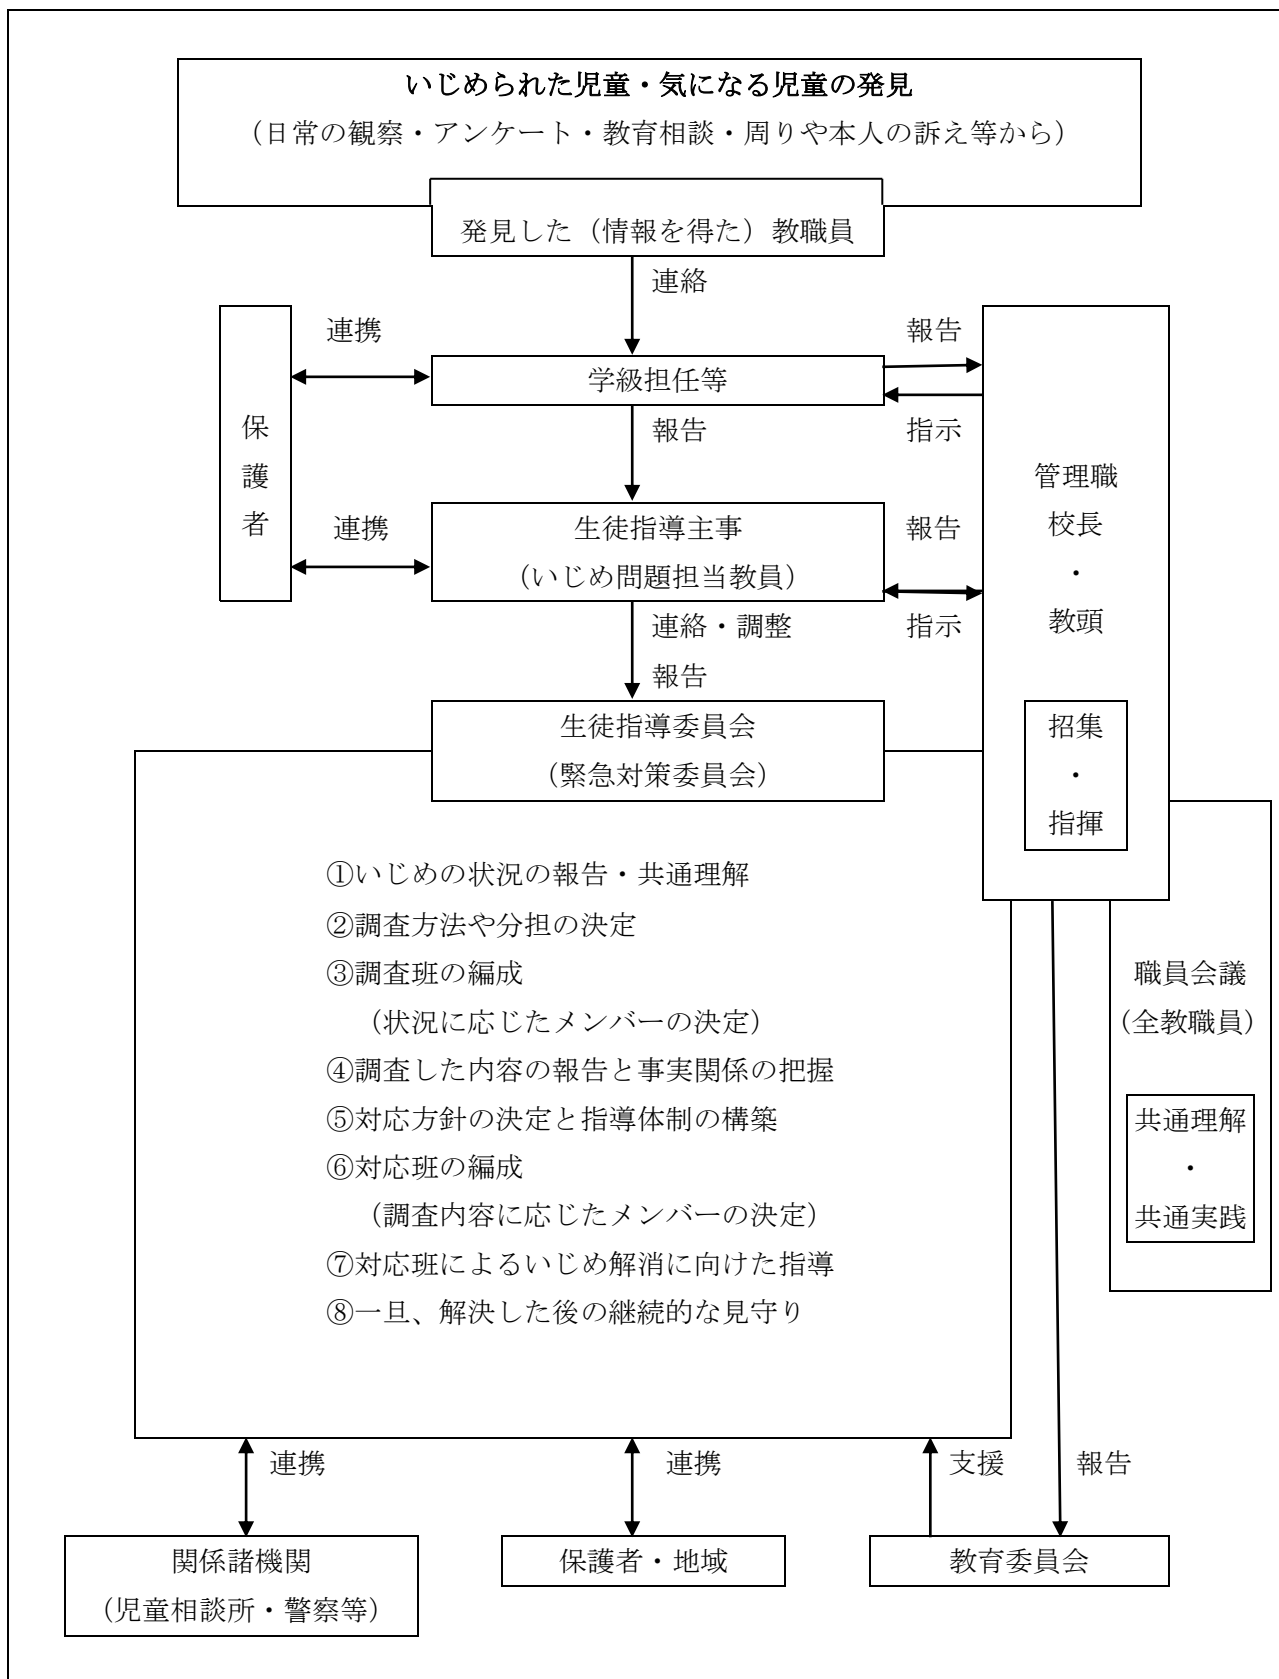 いじめられた児童・気になる児童の発見
（日常の観察・アンケート・教育相談・周りや本人の訴え等から）
発見した（情報を得た）教職員
連絡
連携
報告
学級担任等
報告
指示
保護者
管理職
校長
・
教頭
連携
生徒指導主事
（いじめ問題担当教員）
報告
連絡・調整
指示
報告
生徒指導委員会
（緊急対策委員会）
招集
・
指揮
①いじめの状況の報告・共通理解
②調査方法や分担の決定
③調査班の編成
（状況に応じたメンバーの決定）
④調査した内容の報告と事実関係の把握
⑤対応方針の決定と指導体制の構築
⑥対応班の編成
（調査内容に応じたメンバーの決定）
⑦対応班によるいじめ解消に向けた指導
⑧一旦、解決した後の継続的な見守り
職員会議
（全教職員）
共通理解
・
共通実践
連携
連携
支援
報告
関係諸機関
（児童相談所・警察等）
保護者・地域
教育委員会